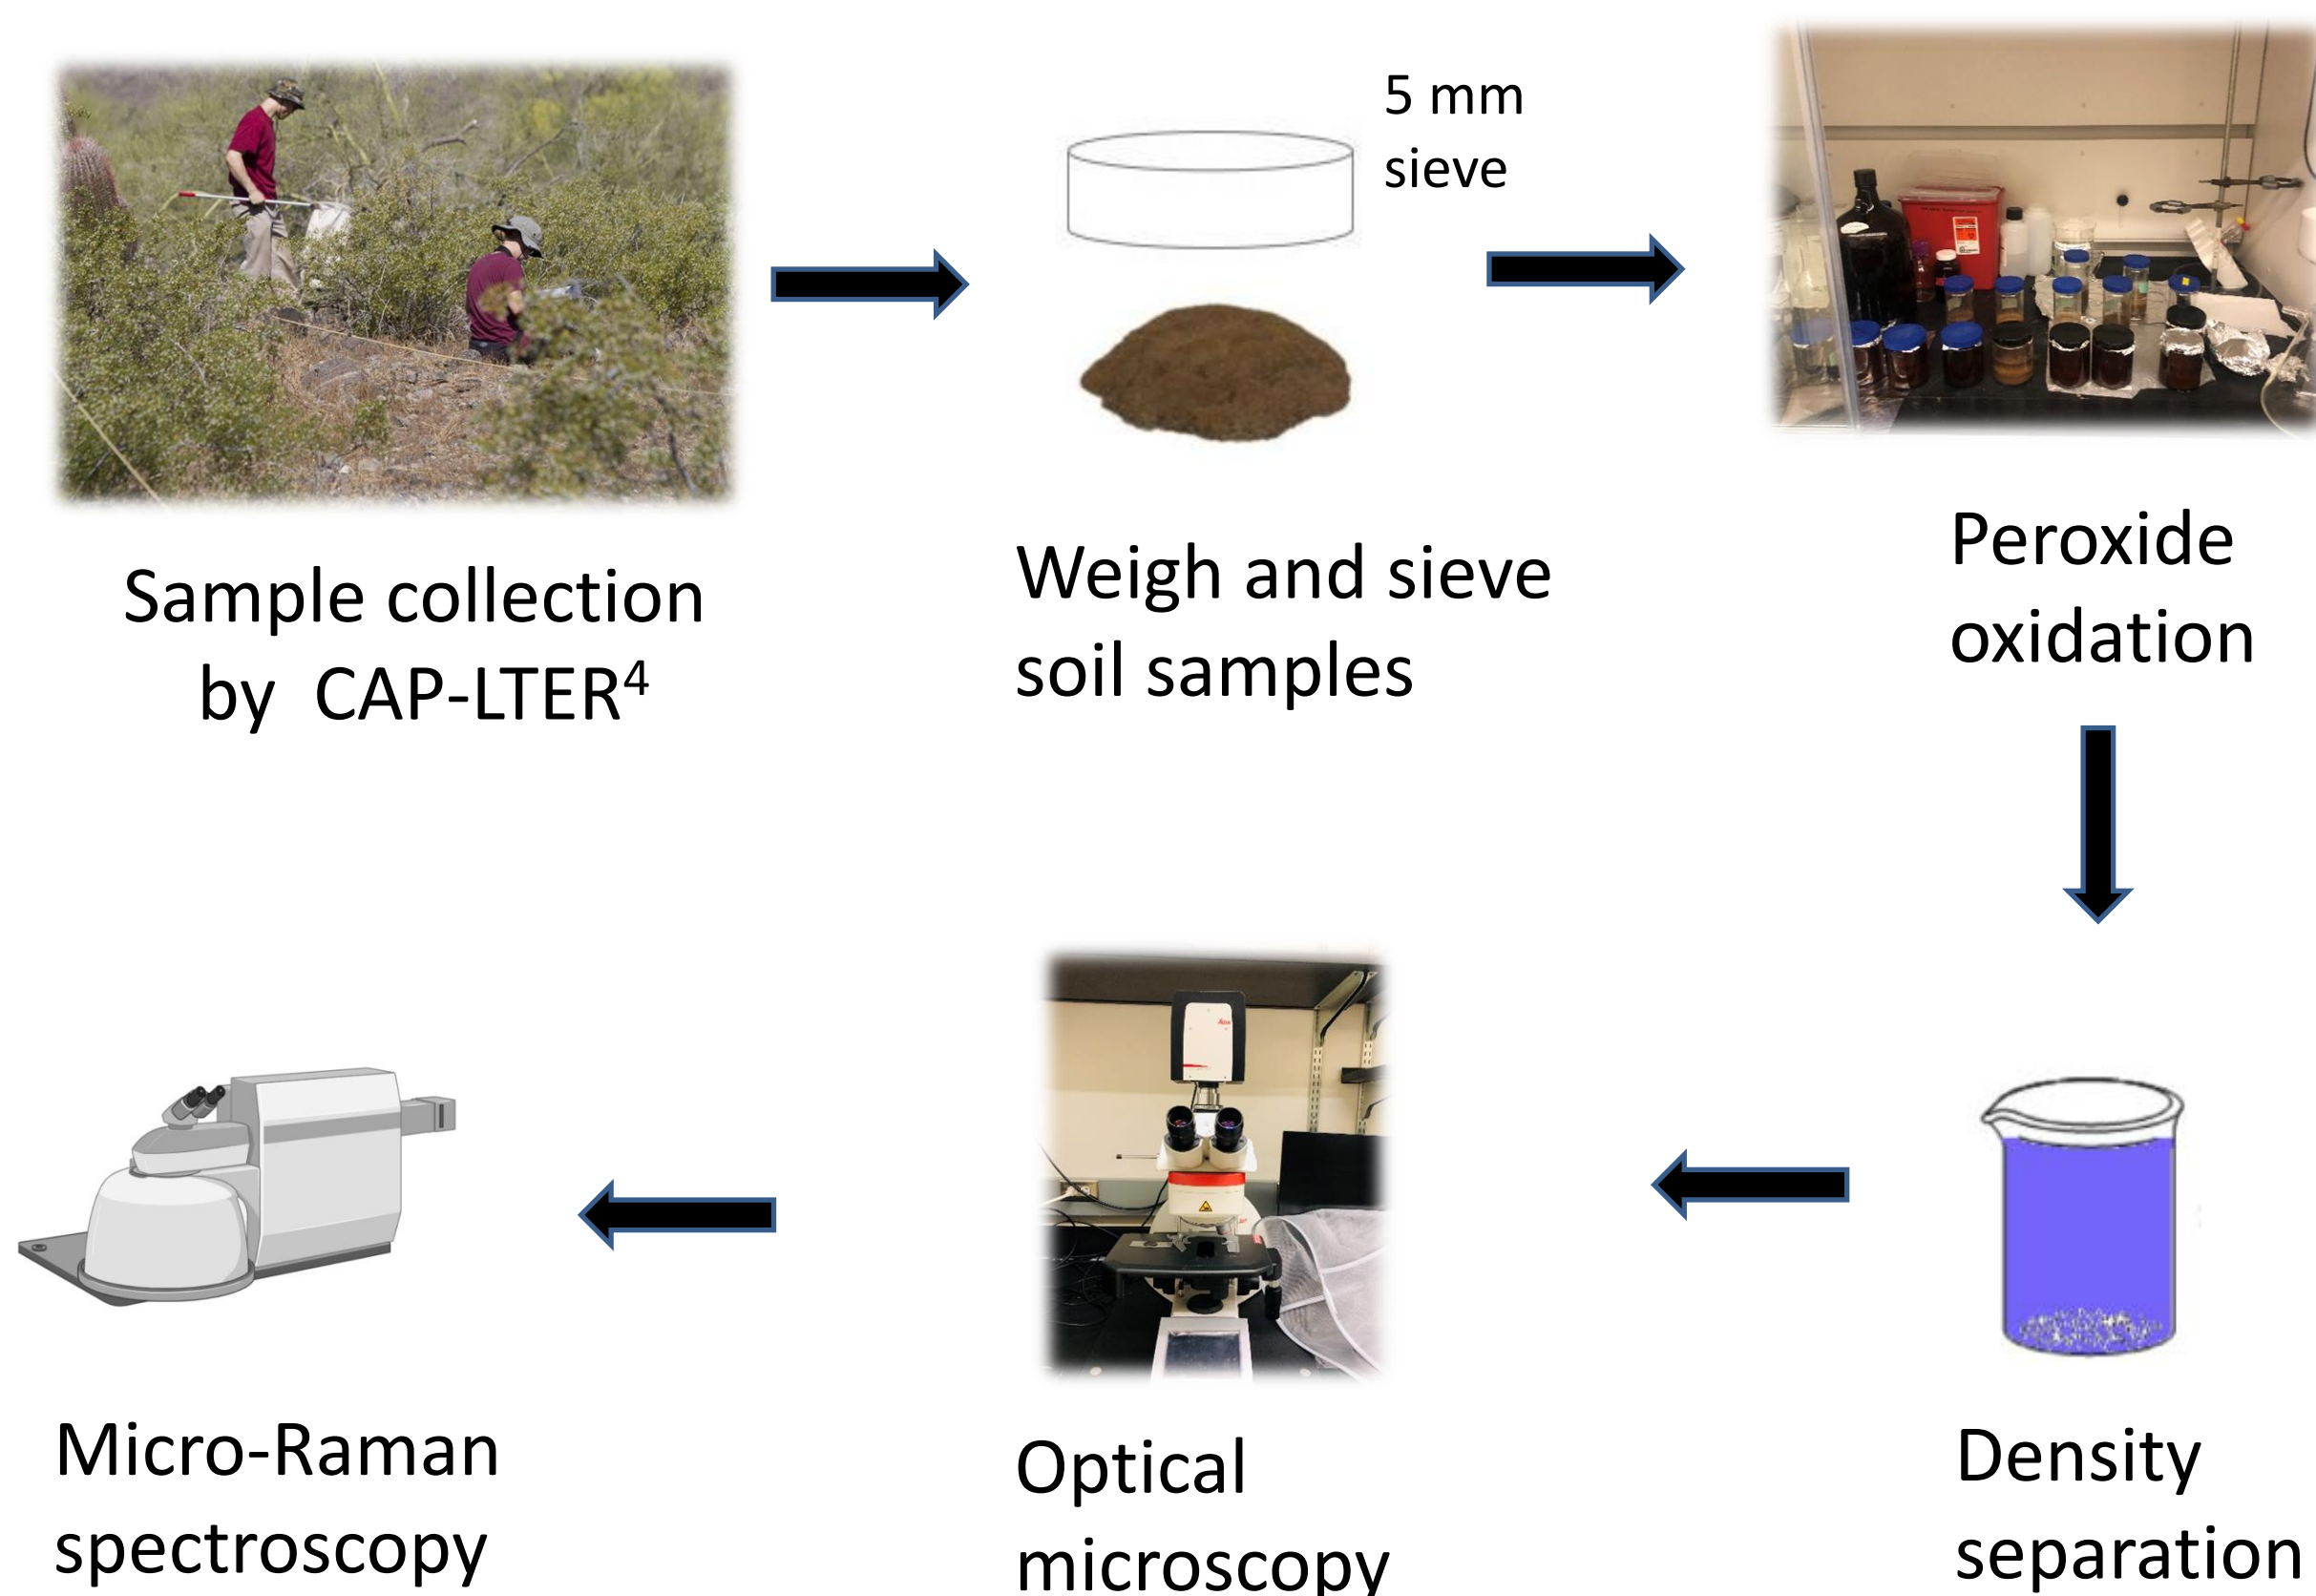 5 mm
sieve
Sample collection
by CAP-LTER⁴
Weigh and sieve
soil samples
Peroxide
oxidation
Density
separation
Optical
microscopy
Micro-Raman
spectroscopy